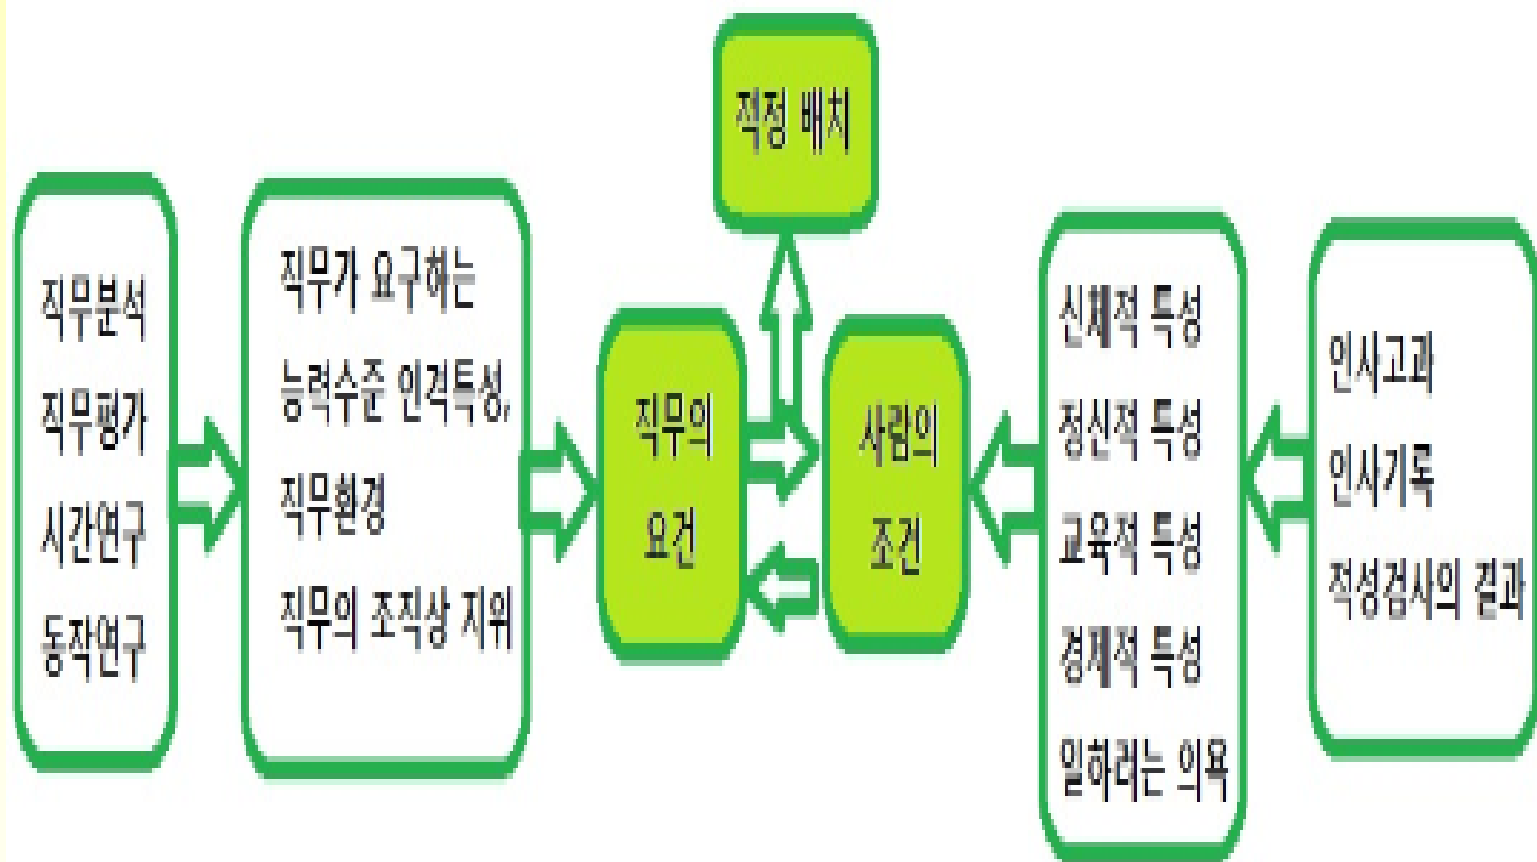 적정 배치
직무분석
직무평가
시간연구
동작연구
직무가 요구하는
능력수준 인격특성,
직무환경
직무의 조직상 지위
직무의
요건
사람의
조건
신체적 특성
정신적 특성
교육적 특성
경제적 특성
일하려는 의욕
인사고과
인사기록
적성검사의 결과